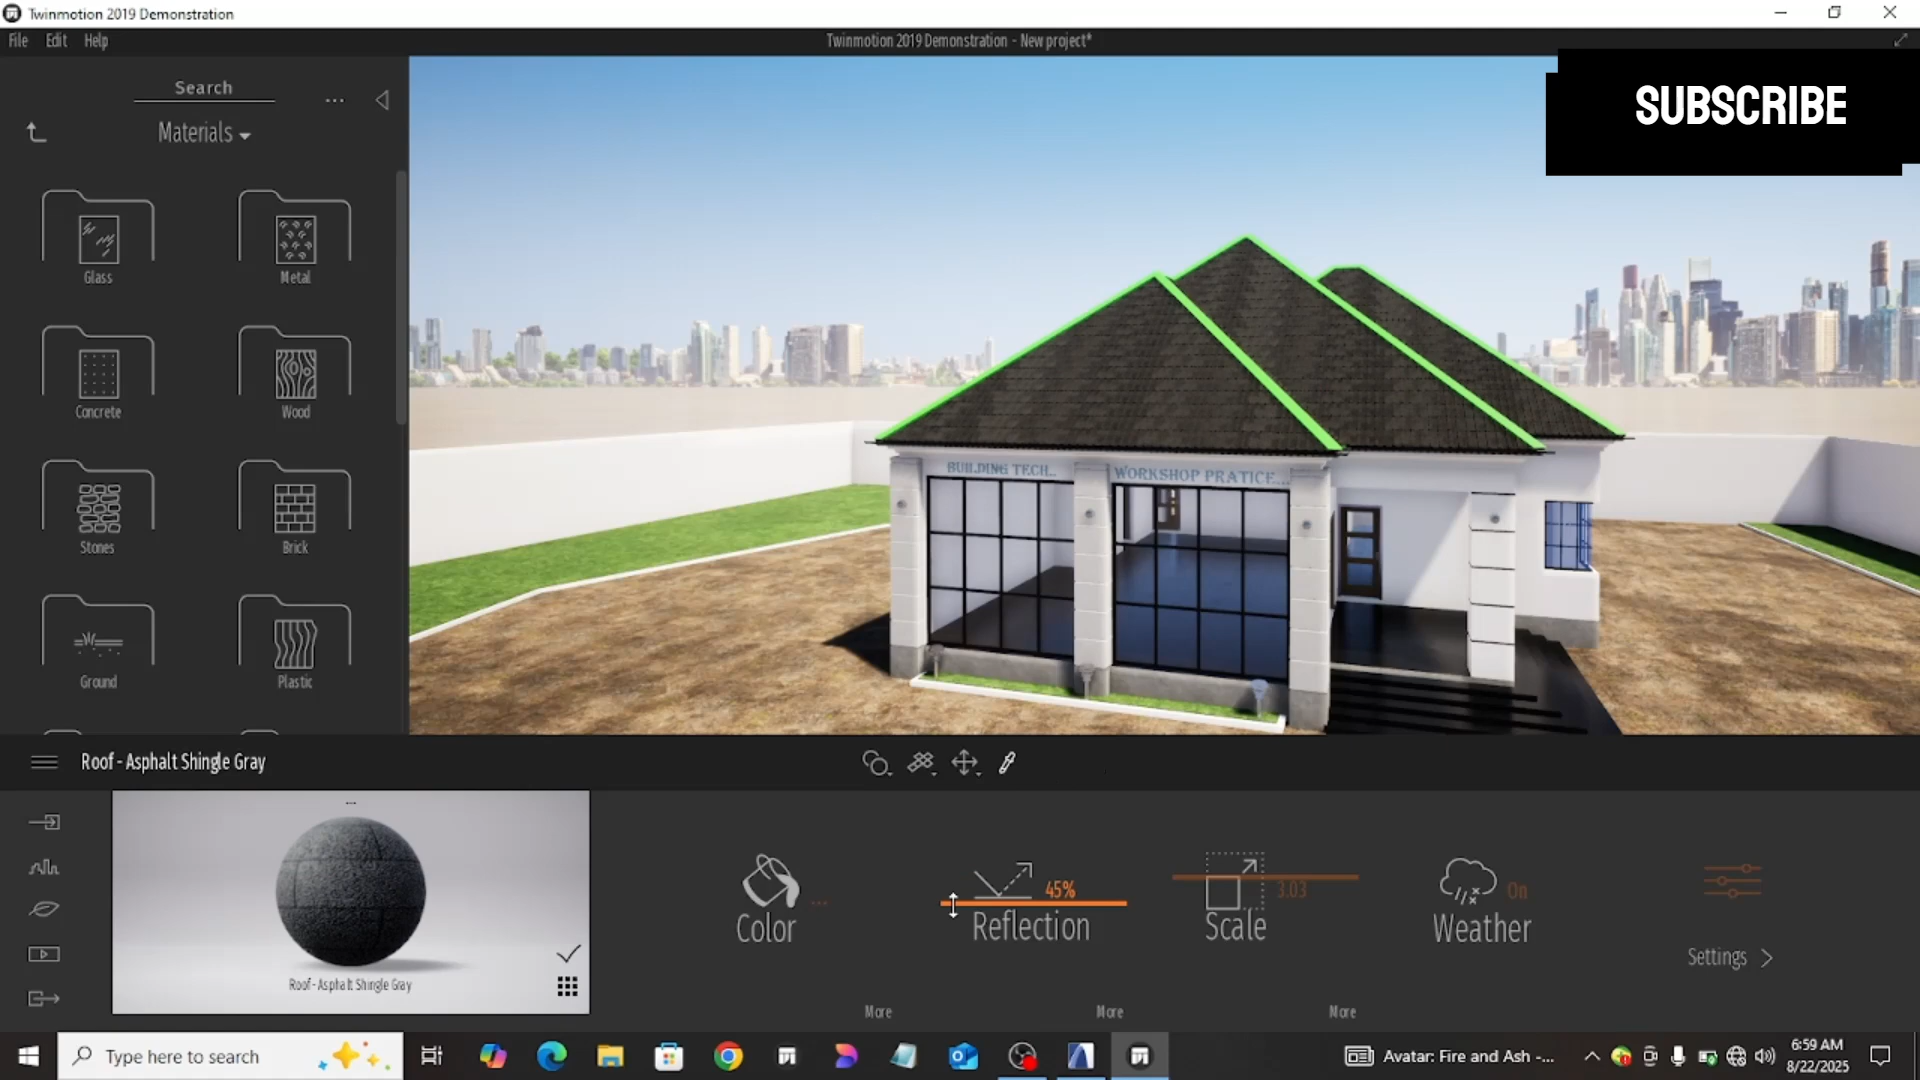 Twinmotion 2019 Demonstration
File Edit Help
Twinmotion 2019 Demonstration - New project*
SUBSCRIBE
Search
...
Materials
Glass
Metal
Concrete
Wood
Stones
Brick
Ground
Plastic
BUILDING TECH...
WORKSHOP PRATICE...
Roof - Asphalt Shingle Gray
...
Roof - Asphalt Shingle Gray
Color ...
45%
Reflection
3.03
Scale
On
Weather
Settings
More
More
More
Type here to search
Avatar: Fire and Ash -...
6:59 AM
8/22/2025